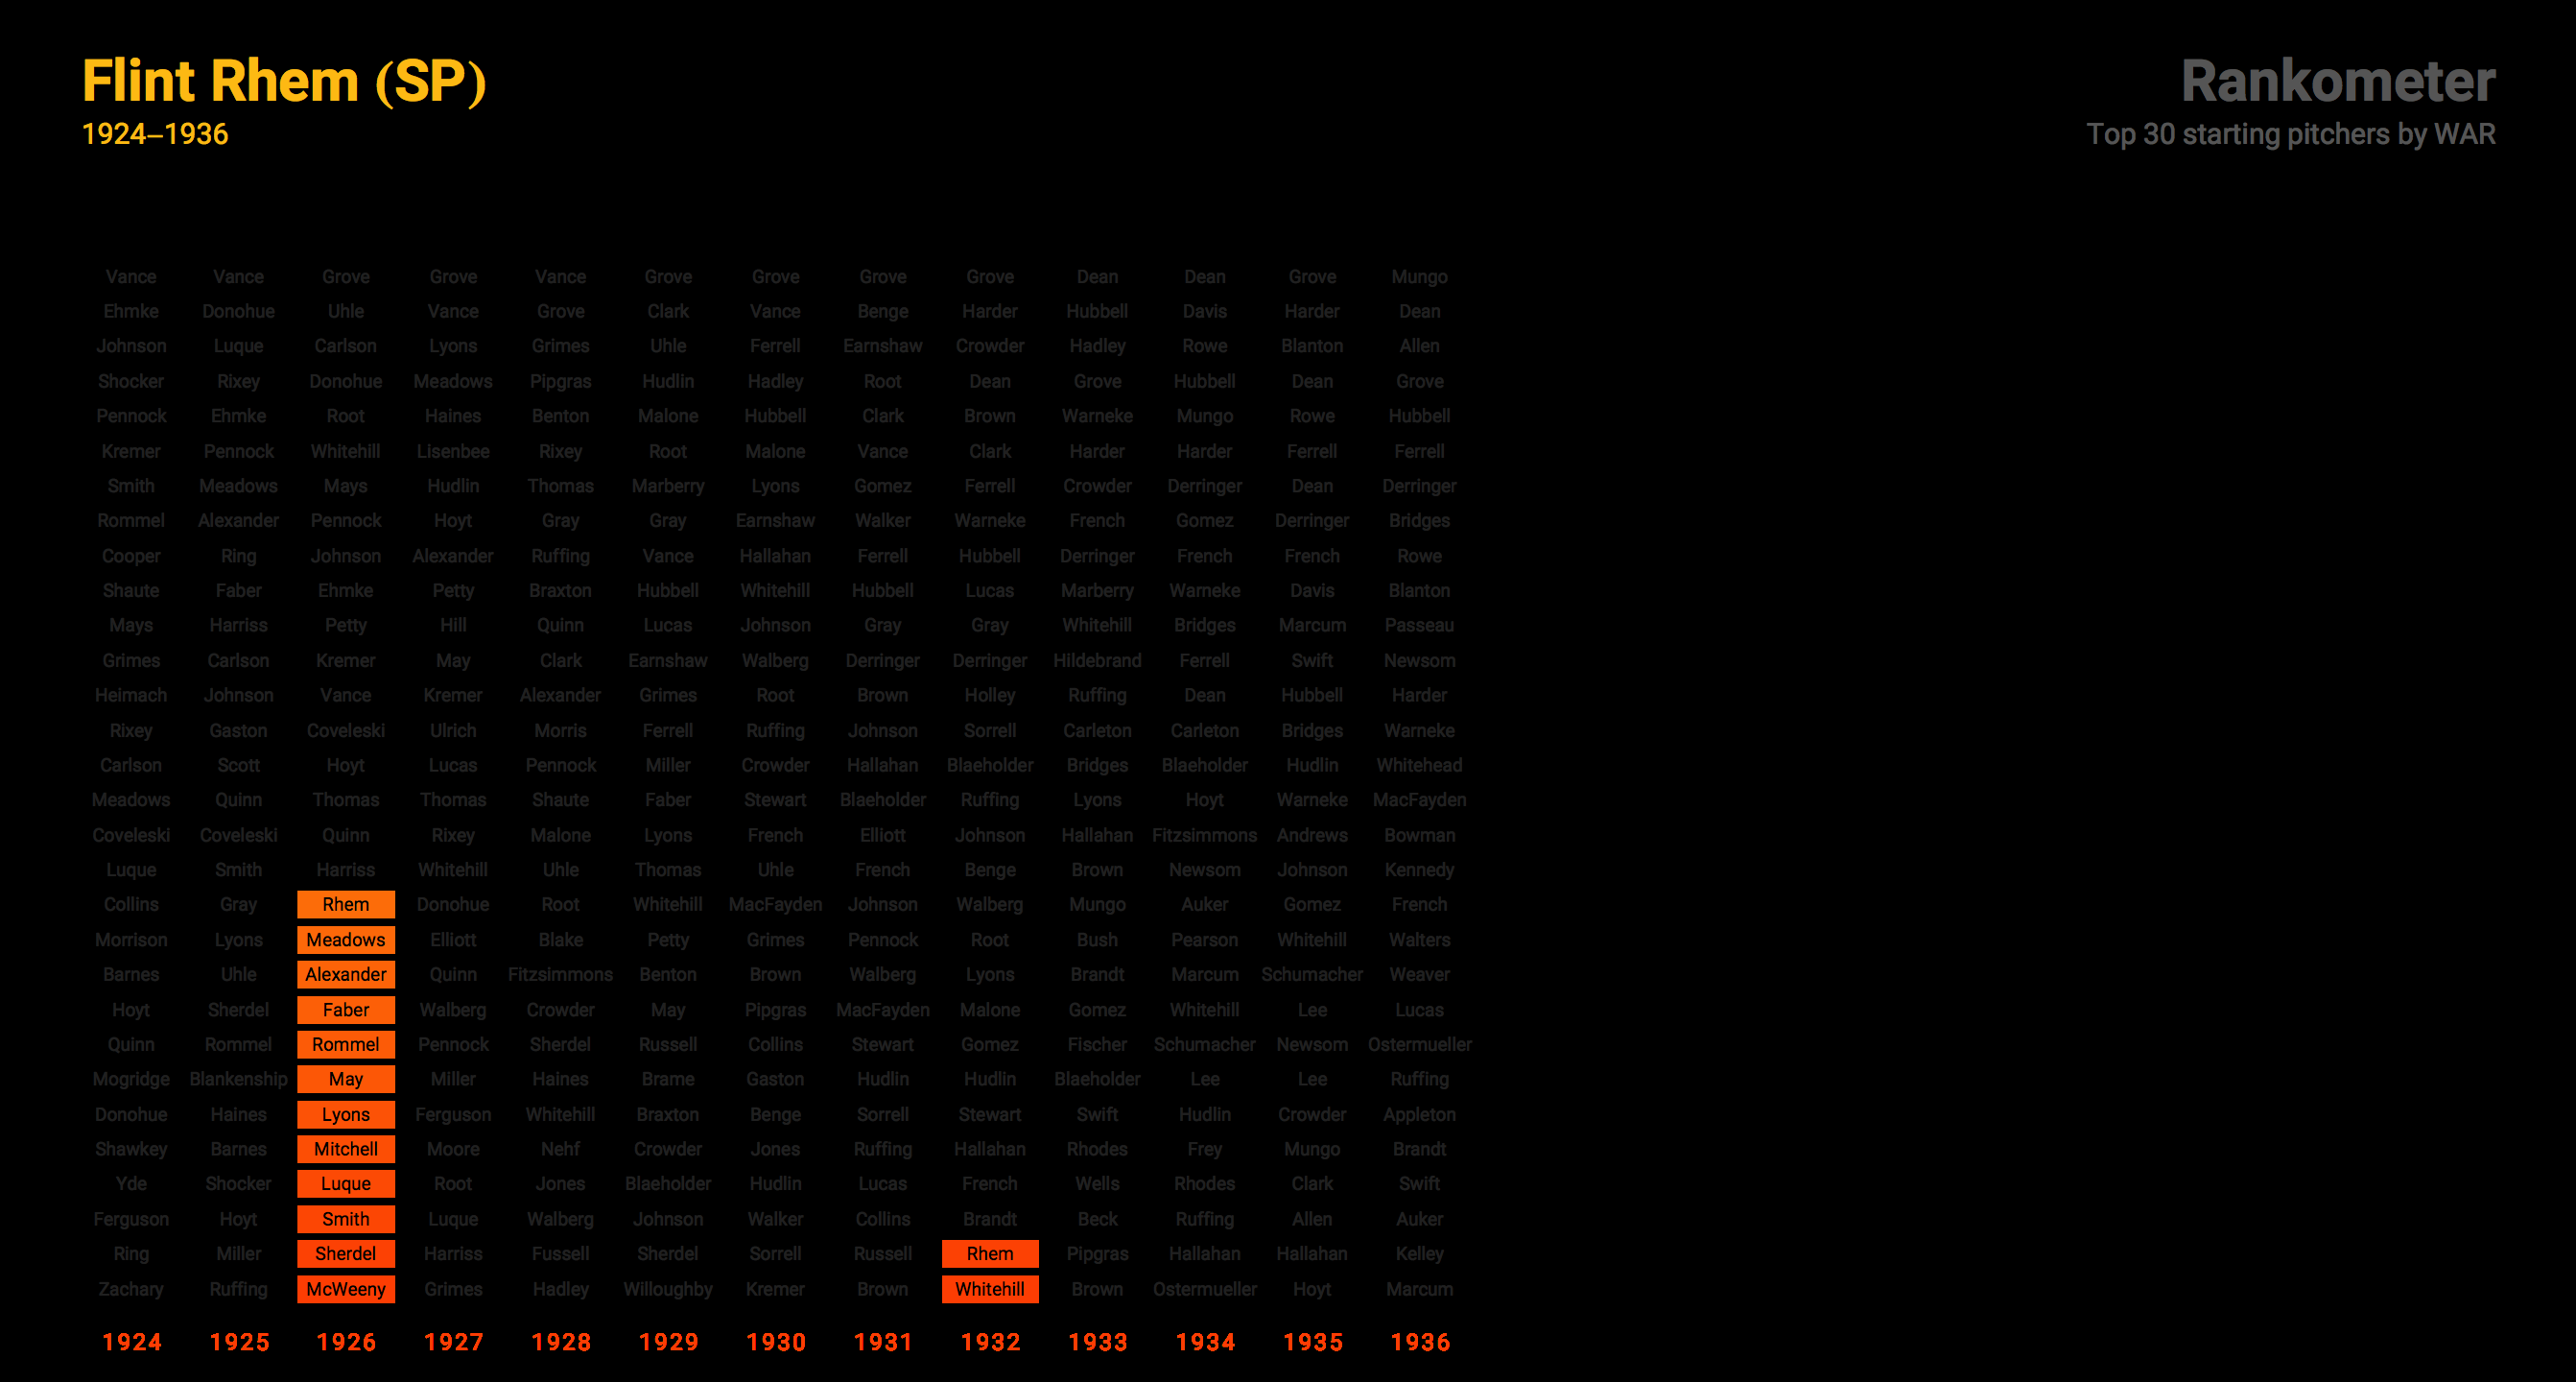 Flint Rhem (SP)
1924–1936
Rankometer
Top 30 starting pitchers by WAR
Vance Vance Grove Grove Vance Grove Grove Grove Grove Dean Dean Grove Mungo
Ehmke Donohue Uhle Vance Grove Clark Vance Benge Harder Hubbell Davis Harder Dean
Johnson Luque Carlson Lyons Grimes Uhle Ferrell Earnshaw Crowder Hadley Rowe Blanton Allen
Shocker Rixey Donohue Meadows Pipgras Hudlin Hadley Root Dean Grove Hubbell Dean Grove
Pennock Ehmke Root Haines Benton Malone Hubbell Clark Brown Warneke Mungo Rowe Hubbell
Kremer Pennock Whitehill Lisenbee Rixey Root Malone Vance Clark Harder Harder Ferrell Ferrell
Smith Meadows Mays Hudlin Thomas Marberry Lyons Gomez Ferrell Crowder Derringer Dean Derringer
Rommel Alexander Pennock Hoyt Gray Gray Earnshaw Walker Warneke French Gomez Derringer Bridges
Cooper Ring Johnson Alexander Ruffing Vance Hallahan Ferrell Hubbell Derringer French French Rowe
Shaute Faber Ehmke Petty Braxton Hubbell Whitehill Hubbell Lucas Marberry Warneke Davis Blanton
Mays Harriss Petty Hill Quinn Lucas Johnson Gray Gray Whitehill Bridges Marcum Passeau
Grimes Carlson Kremer May Clark Earnshaw Walberg Derringer Derringer Hildebrand Ferrell Swift Newsom
Heimach Johnson Vance Kremer Alexander Grimes Root Brown Holley Ruffing Dean Hubbell Harder
Rixey Gaston Coveleski Ulrich Morris Ferrell Ruffing Johnson Sorrell Carleton Carleton Bridges Warneke
Carlson Scott Hoyt Lucas Pennock Miller Crowder Hallahan Blaeholder Bridges Blaeholder Hudlin Whitehead
Meadows Quinn Thomas Thomas Shaute Faber Stewart Blaeholder Ruffing Lyons Hoyt Warneke MacFayden
Coveleski Coveleski Quinn Rixey Malone Lyons French Elliott Johnson Hallahan Fitzsimmons Andrews Bowman
Luque Smith Harriss Whitehill Uhle Thomas Uhle French Benge Brown Newsom Johnson Kennedy
Collins Gray Rhem Donohue Root Whitehill MacFayden Johnson Walberg Mungo Auker Gomez French
Morrison Lyons Meadows Elliott Blake Petty Grimes Pennock Root Bush Pearson Whitehill Walters
Barnes Uhle Alexander Quinn Fitzsimmons Benton Brown Walberg Lyons Brandt Marcum Schumacher Weaver
Hoyt Sherdel Faber Walberg Crowder May Pipgras MacFayden Malone Gomez Whitehill Lee Lucas
Quinn Rommel Rommel Pennock Sherdel Russell Collins Stewart Gomez Fischer Schumacher Newsom Ostermueller
Mogridge Blankenship May Miller Haines Brame Gaston Hudlin Hudlin Blaeholder Lee Lee Ruffing
Donohue Haines Lyons Ferguson Whitehill Braxton Benge Sorrell Stewart Swift Hudlin Crowder Appleton
Shawkey Barnes Mitchell Moore Nehf Crowder Jones Ruffing Hallahan Rhodes Frey Mungo Brandt
Yde Shocker Luque Root Jones Blaeholder Hudlin Lucas French Wells Rhodes Clark Swift
Ferguson Hoyt Smith Luque Walberg Johnson Walker Collins Brandt Beck Ruffing Allen Auker
Ring Miller Sherdel Harriss Fussell Sherdel Sorrell Russell Rhem Pipgras Hallahan Hallahan Kelley
Zachary Ruffing McWeeny Grimes Hadley Willoughby Kremer Brown Whitehill Brown Ostermueller Hoyt Marcum
1924 1925 1926 1927 1928 1929 1930 1931 1932 1933 1934 1935 1936